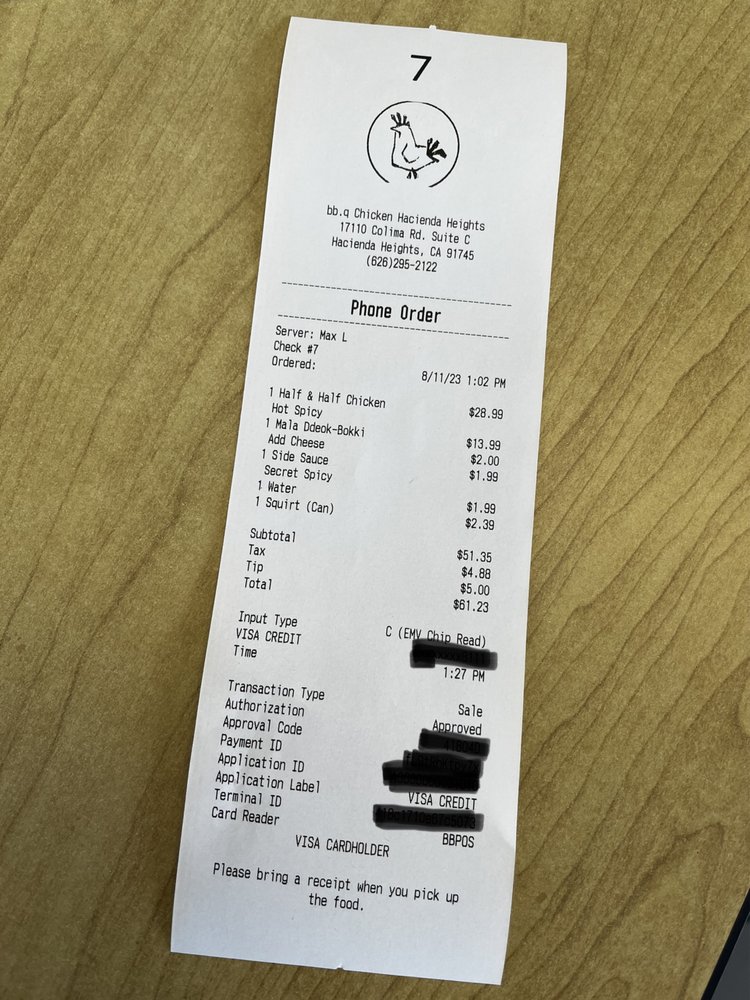 7
bb.q Chicken Hacienda Heights
17110 Colima Rd. Suite C
Hacienda Heights, CA 91745
(626)295-2122
Phone Order
Server: Max L
Check #7
Ordered: 8/11/23 1:02 PM
1 Half & Half Chicken $28.99
Hot Spicy
1 Mala Ddeok-Bokki $13.99
Add Cheese $2.00
1 Side Sauce $1.99
Secret Spicy
1 Water $1.99
1 Squirt (Can) $2.39
Subtotal $51.35
Tax $4.88
Tip $5.00
Total $61.23
Input Type C (EMV Chip Read)
VISA CREDIT
Time 1:27 PM
Transaction Type Sale
Authorization Approved
Approval Code
Payment ID
Application ID
Application Label VISA CREDIT
Terminal ID
Card Reader BBPOS
VISA CARDHOLDER
Please bring a receipt when you pick up
the food.